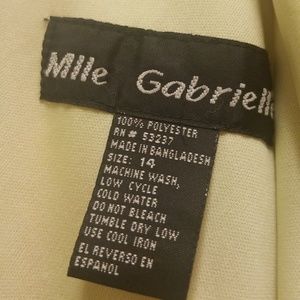 Mlle Gabrielle
100% POLYESTER
RN# 53237
MADE IN BANGLADESH
SIZE: 14
MACHINE WASH,
LOW CYCLE
COLD WATER
DO NOT BLEACH
TUMBLE DRY LOW
USE COOL IRON
EL REVERSO EN
ESPANOL